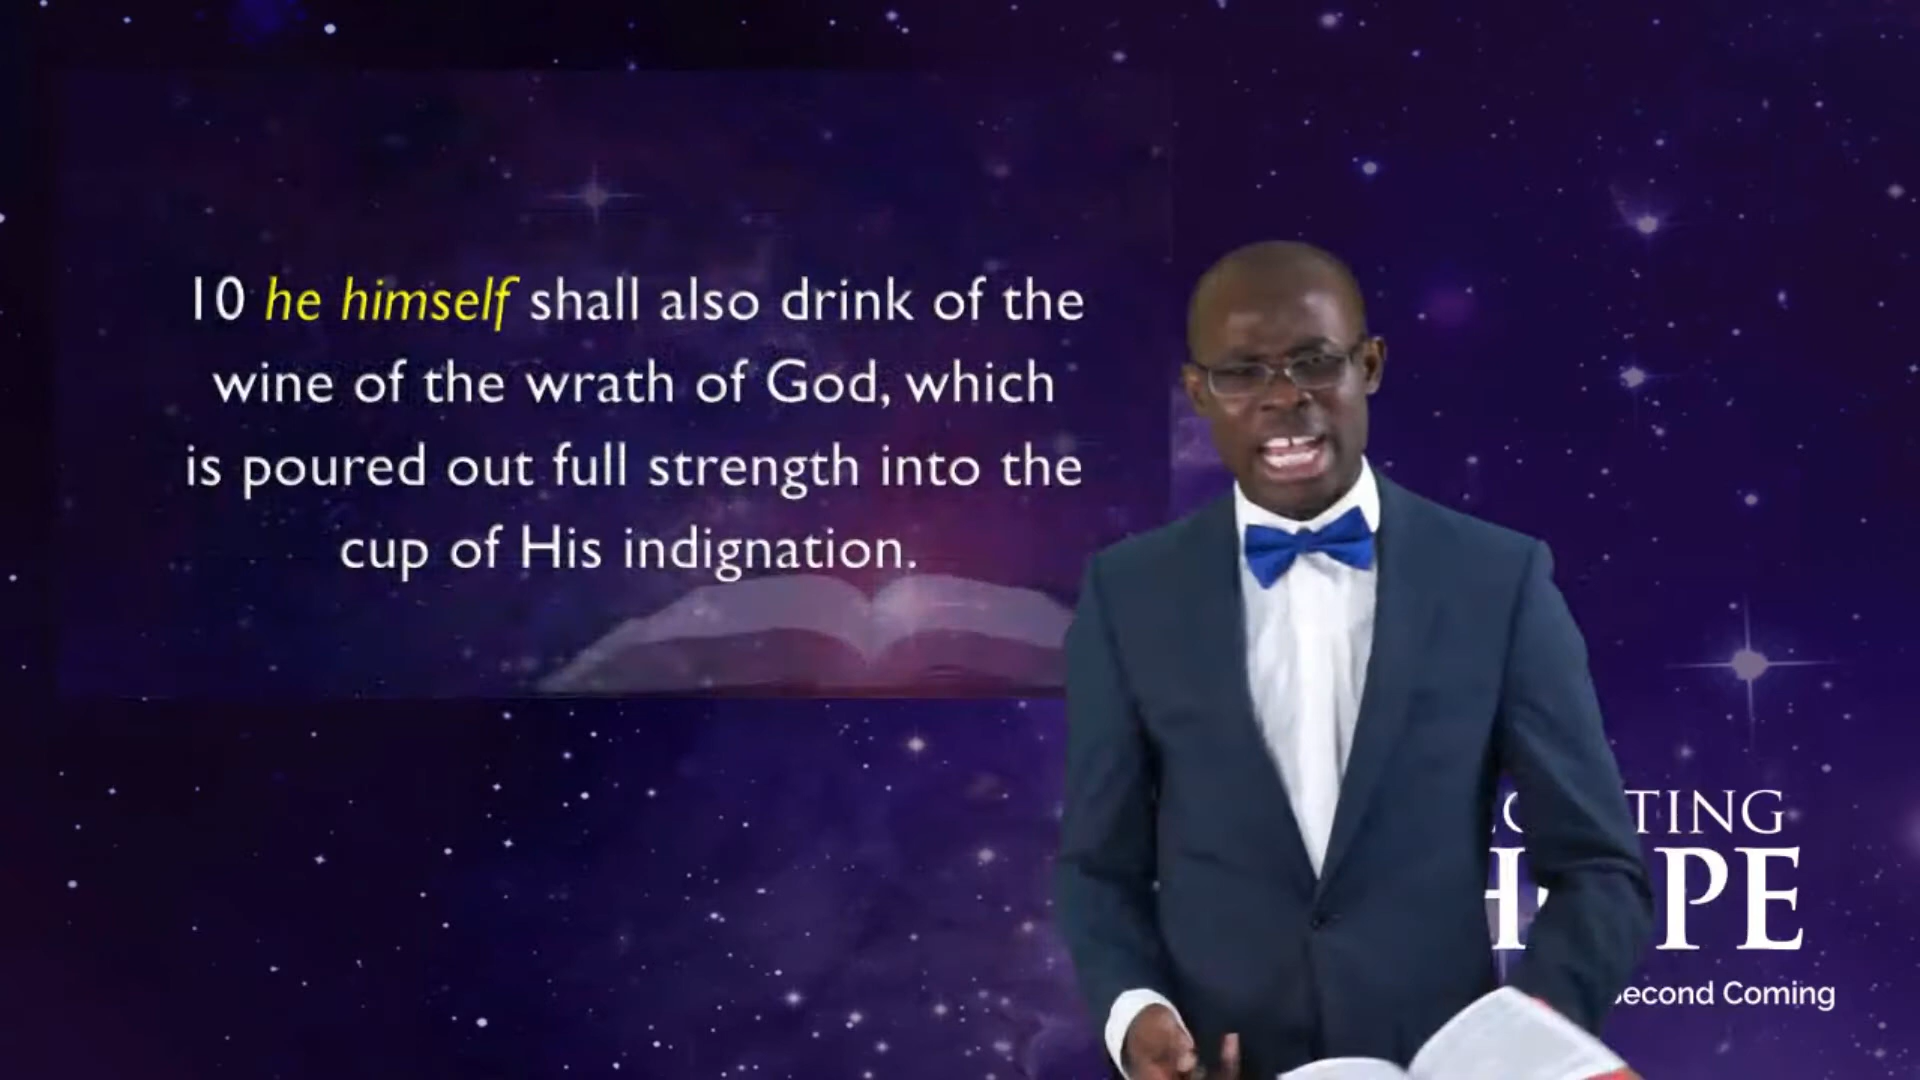 10 he himself shall also drink of the
wine of the wrath of God, which
is poured out full strength into the
cup of His indignation.
TING
PE
Second Coming